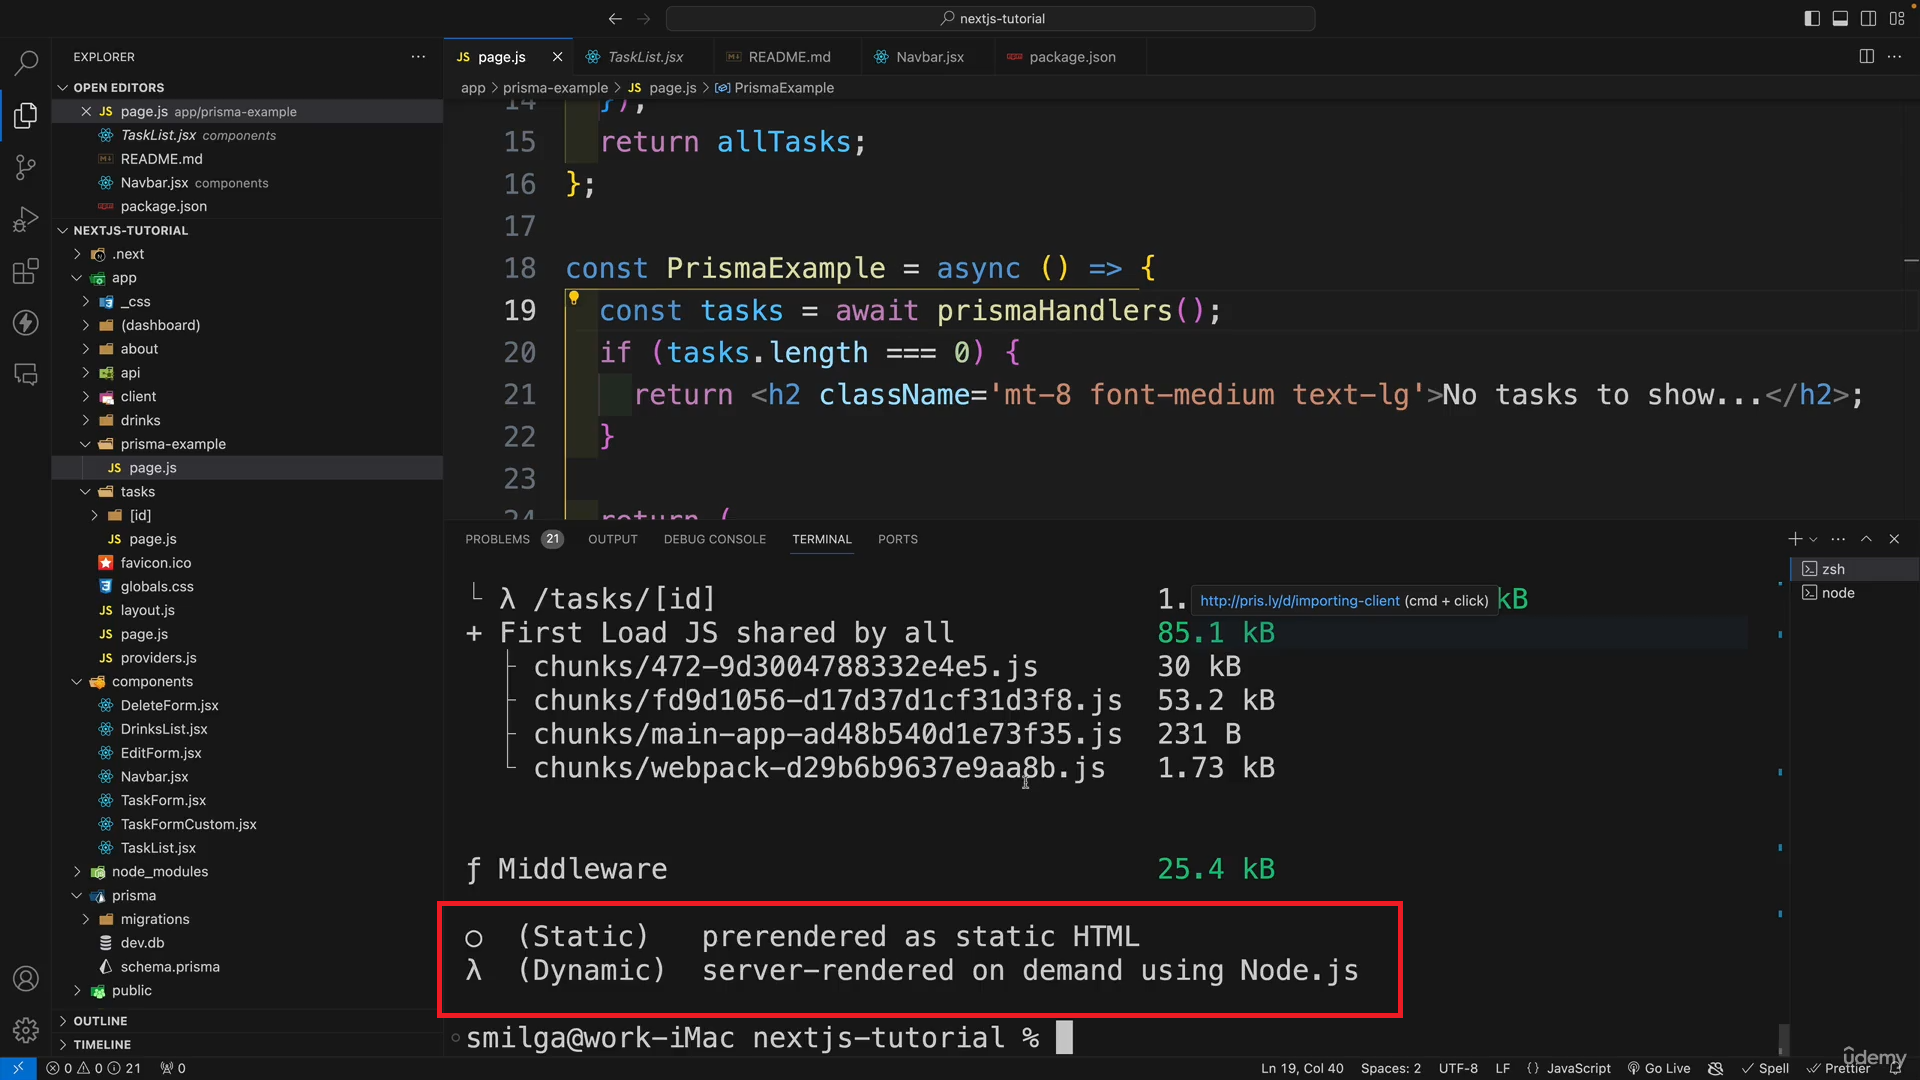 nextjs-tutorial
EXPLORER
OPEN EDITORS
JS page.js app/prisma-example
TaskList.jsx components
README.md
Navbar.jsx components
package.json
NEXTJS-TUTORIAL
.next
app
_css
(dashboard)
about
api
client
drinks
prisma-example
JS page.js
tasks
[id]
JS page.js
favicon.ico
globals.css
JS layout.js
JS page.js
JS providers.js
components
DeleteForm.jsx
DrinksList.jsx
EditForm.jsx
Navbar.jsx
TaskForm.jsx
TaskFormCustom.jsx
TaskList.jsx
node_modules
prisma
migrations
dev.db
schema.prisma
public
OUTLINE
TIMELINE
JS page.js TaskList.jsx README.md Navbar.jsx package.json
app > prisma-example > JS page.js > PrismaExample
14 });
15 return allTasks;
16 };
17
18 const PrismaExample = async () => {
19 const tasks = await prismaHandlers();
20 if (tasks.length === 0) {
21 return <h2 className='mt-8 font-medium text-lg'>No tasks to show...</h2>;
22 }
23
24 return (
PROBLEMS 21 OUTPUT DEBUG CONSOLE TERMINAL PORTS
zsh
node
└ λ /tasks/[id] 1. http://pris.ly/d/importing-client (cmd + click) kB
+ First Load JS shared by all 85.1 kB
├ chunks/472-9d3004788332e4e5.js 30 kB
├ chunks/fd9d1056-d17d37d1cf31d3f8.js 53.2 kB
├ chunks/main-app-ad48b540d1e73f35.js 231 B
└ chunks/webpack-d29b6b9637e9aa8b.js 1.73 kB
ƒ Middleware 25.4 kB
○ (Static) prerendered as static HTML
λ (Dynamic) server-rendered on demand using Node.js
smilga@work-iMac nextjs-tutorial %
0 0 21 0 Ln 19, Col 40 Spaces: 2 UTF-8 LF {} JavaScript Go Live Spell Prettier
ûdemy